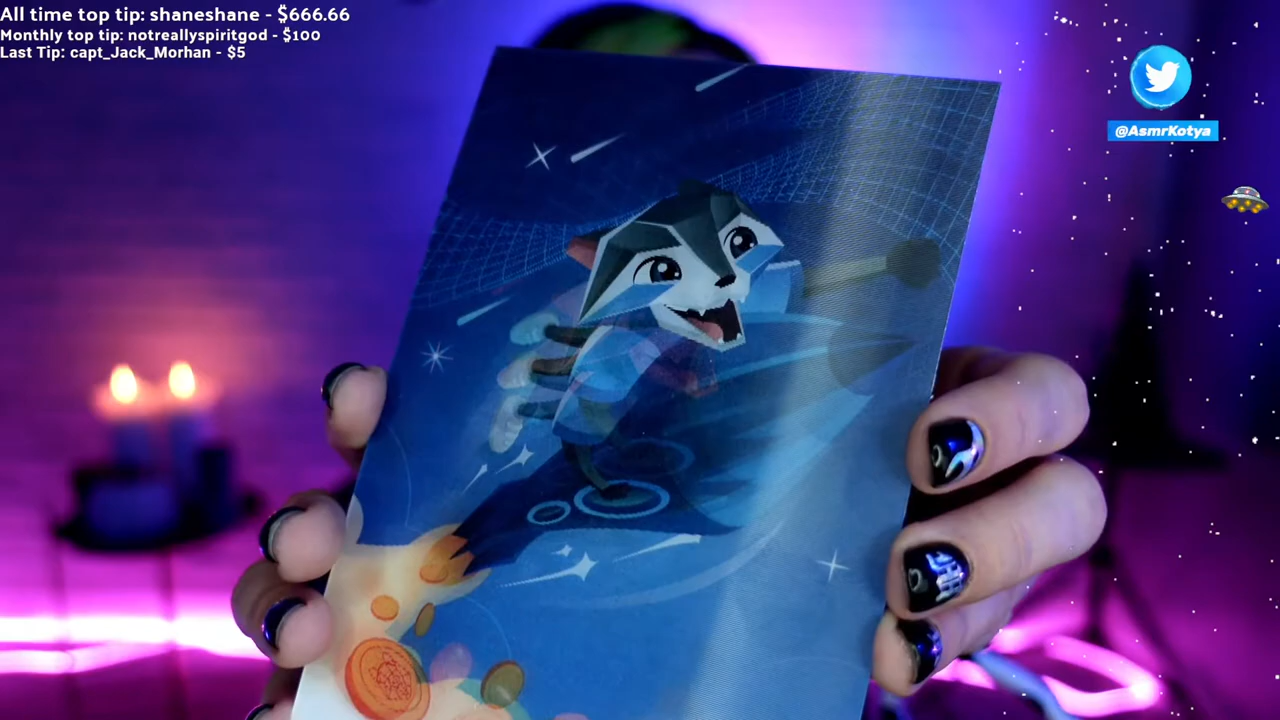 All time top tip: shaneshane - $666.66
Monthly top tip: notreallyspiritgod - $100
Last Tip: capt_Jack_Morhan - $5
@AsmrKotya